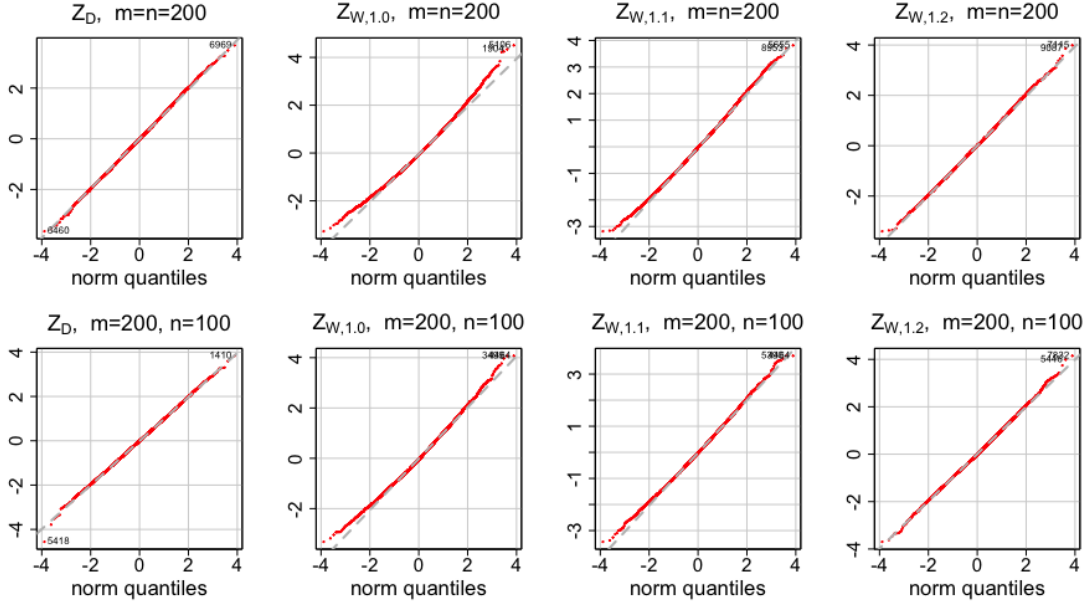 Z_D, m=n=200
Z_W,1.0, m=n=200
Z_W,1.1, m=n=200
Z_W,1.2, m=n=200
6969
2
0
-2
6460
-4 -2 0 2 4
norm quantiles
4
2
0
-2
-4 -2 0 2 4
norm quantiles
4
3
1
-1
-3
-4 -2 0 2 4
norm quantiles
4
2
0
-2
-4 -2 0 2 4
norm quantiles
Z_D, m=200, n=100
Z_W,1.0, m=200, n=100
Z_W,1.1, m=200, n=100
Z_W,1.2, m=200, n=100
1410
4
2
0
-2
-4
5418
-4 -2 0 2 4
norm quantiles
4
2
0
-2
-4 -2 0 2 4
norm quantiles
3
1
-1
-3
-4 -2 0 2 4
norm quantiles
4
2
0
-2
-4
-4 -2 0 2 4
norm quantiles